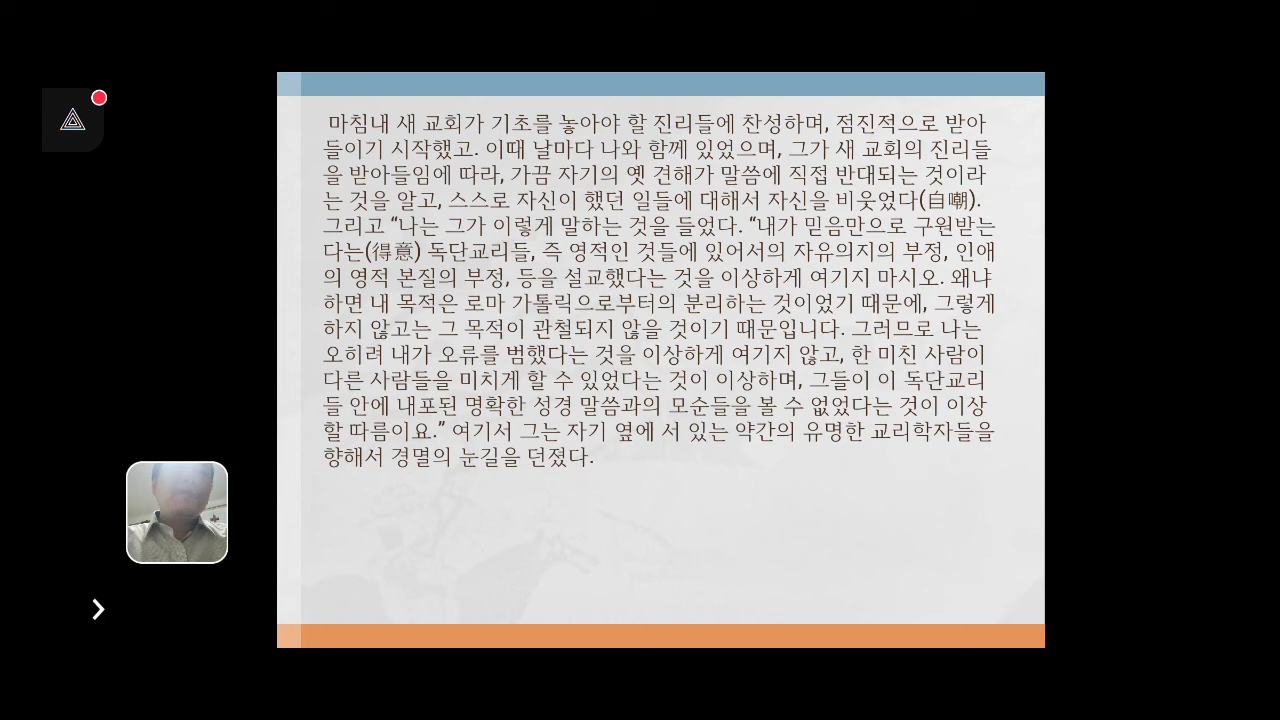 마침내 새 교회가 기초를 놓아야 할 진리들에 찬성하며, 점진적으로 받아
들이기 시작했고. 이때 날마다 나와 함께 있었으며, 그가 새 교회의 진리들
을 받아들임에 따라, 가끔 자기의 옛 견해가 말씀에 직접 반대되는 것이라
는 것을 알고, 스스로 자신이 했던 일들에 대해서 자신을 비웃었다(自嘲).
그리고 “나는 그가 이렇게 말하는 것을 들었다. “내가 믿음만으로 구원받는
다는(得意) 독단교리들, 즉 영적인 것들에 있어서의 자유의지의 부정, 인애
의 영적 본질의 부정, 등을 설교했다는 것을 이상하게 여기지 마시오. 왜냐
하면 내 목적은 로마 가톨릭으로부터의 분리하는 것이었기 때문에, 그렇게
하지 않고는 그 목적이 관철되지 않을 것이기 때문입니다. 그러므로 나는
오히려 내가 오류를 범했다는 것을 이상하게 여기지 않고, 한 미친 사람이
다른 사람들을 미치게 할 수 있었다는 것이 이상하며, 그들이 이 독단교리
들 안에 내포된 명확한 성경 말씀과의 모순들을 볼 수 없었다는 것이 이상
할 따름이요.” 여기서 그는 자기 옆에 서 있는 약간의 유명한 교리학자들을
향해서 경멸의 눈길을 던졌다.